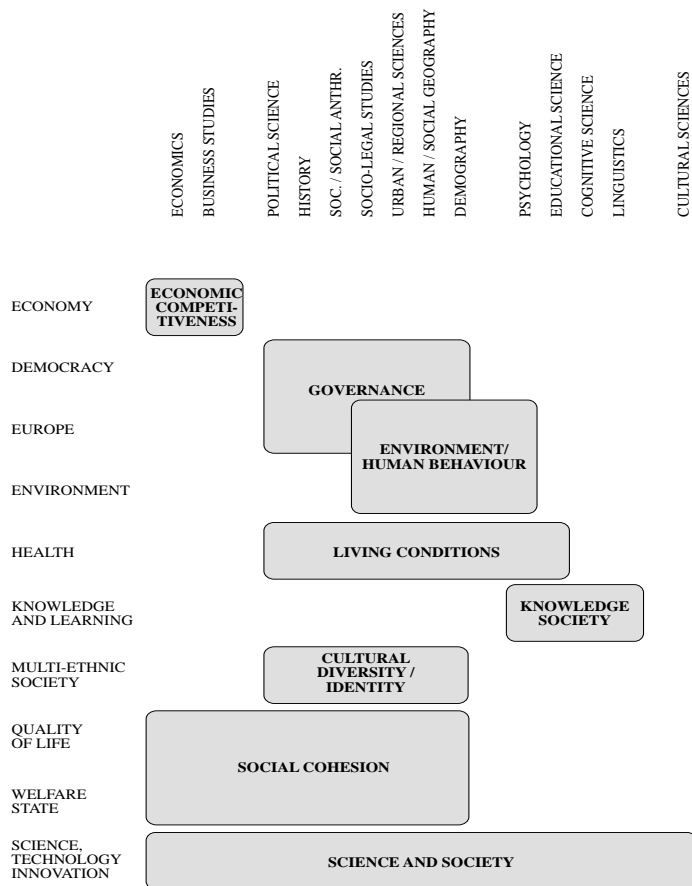 ECONOMICS
BUSINESS STUDIES
POLITICAL SCIENCE
HISTORY
SOC. / SOCIAL ANTHR.
SOCIO-LEGAL STUDIES
URBAN / REGIONAL SCIENCES
HUMAN / SOCIAL GEOGRAPHY
DEMOGRAPHY
PSYCHOLOGY
EDUCATIONAL SCIENCE
COGNITIVE SCIENCE
LINGUISTICS
CULTURAL SCIENCES
ECONOMY
ECONOMIC
COMPETI-
TIVENESS
DEMOCRACY
GOVERNANCE
EUROPE
ENVIRONMENT/
HUMAN BEHAVIOUR
ENVIRONMENT
HEALTH
LIVING CONDITIONS
KNOWLEDGE
AND LEARNING
KNOWLEDGE
SOCIETY
MULTI-ETHNIC
SOCIETY
CULTURAL
DIVERSITY /
IDENTITY
QUALITY
OF LIFE
SOCIAL COHESION
WELFARE
STATE
SCIENCE,
TECHNOLOGY
INNOVATION
SCIENCE AND SOCIETY